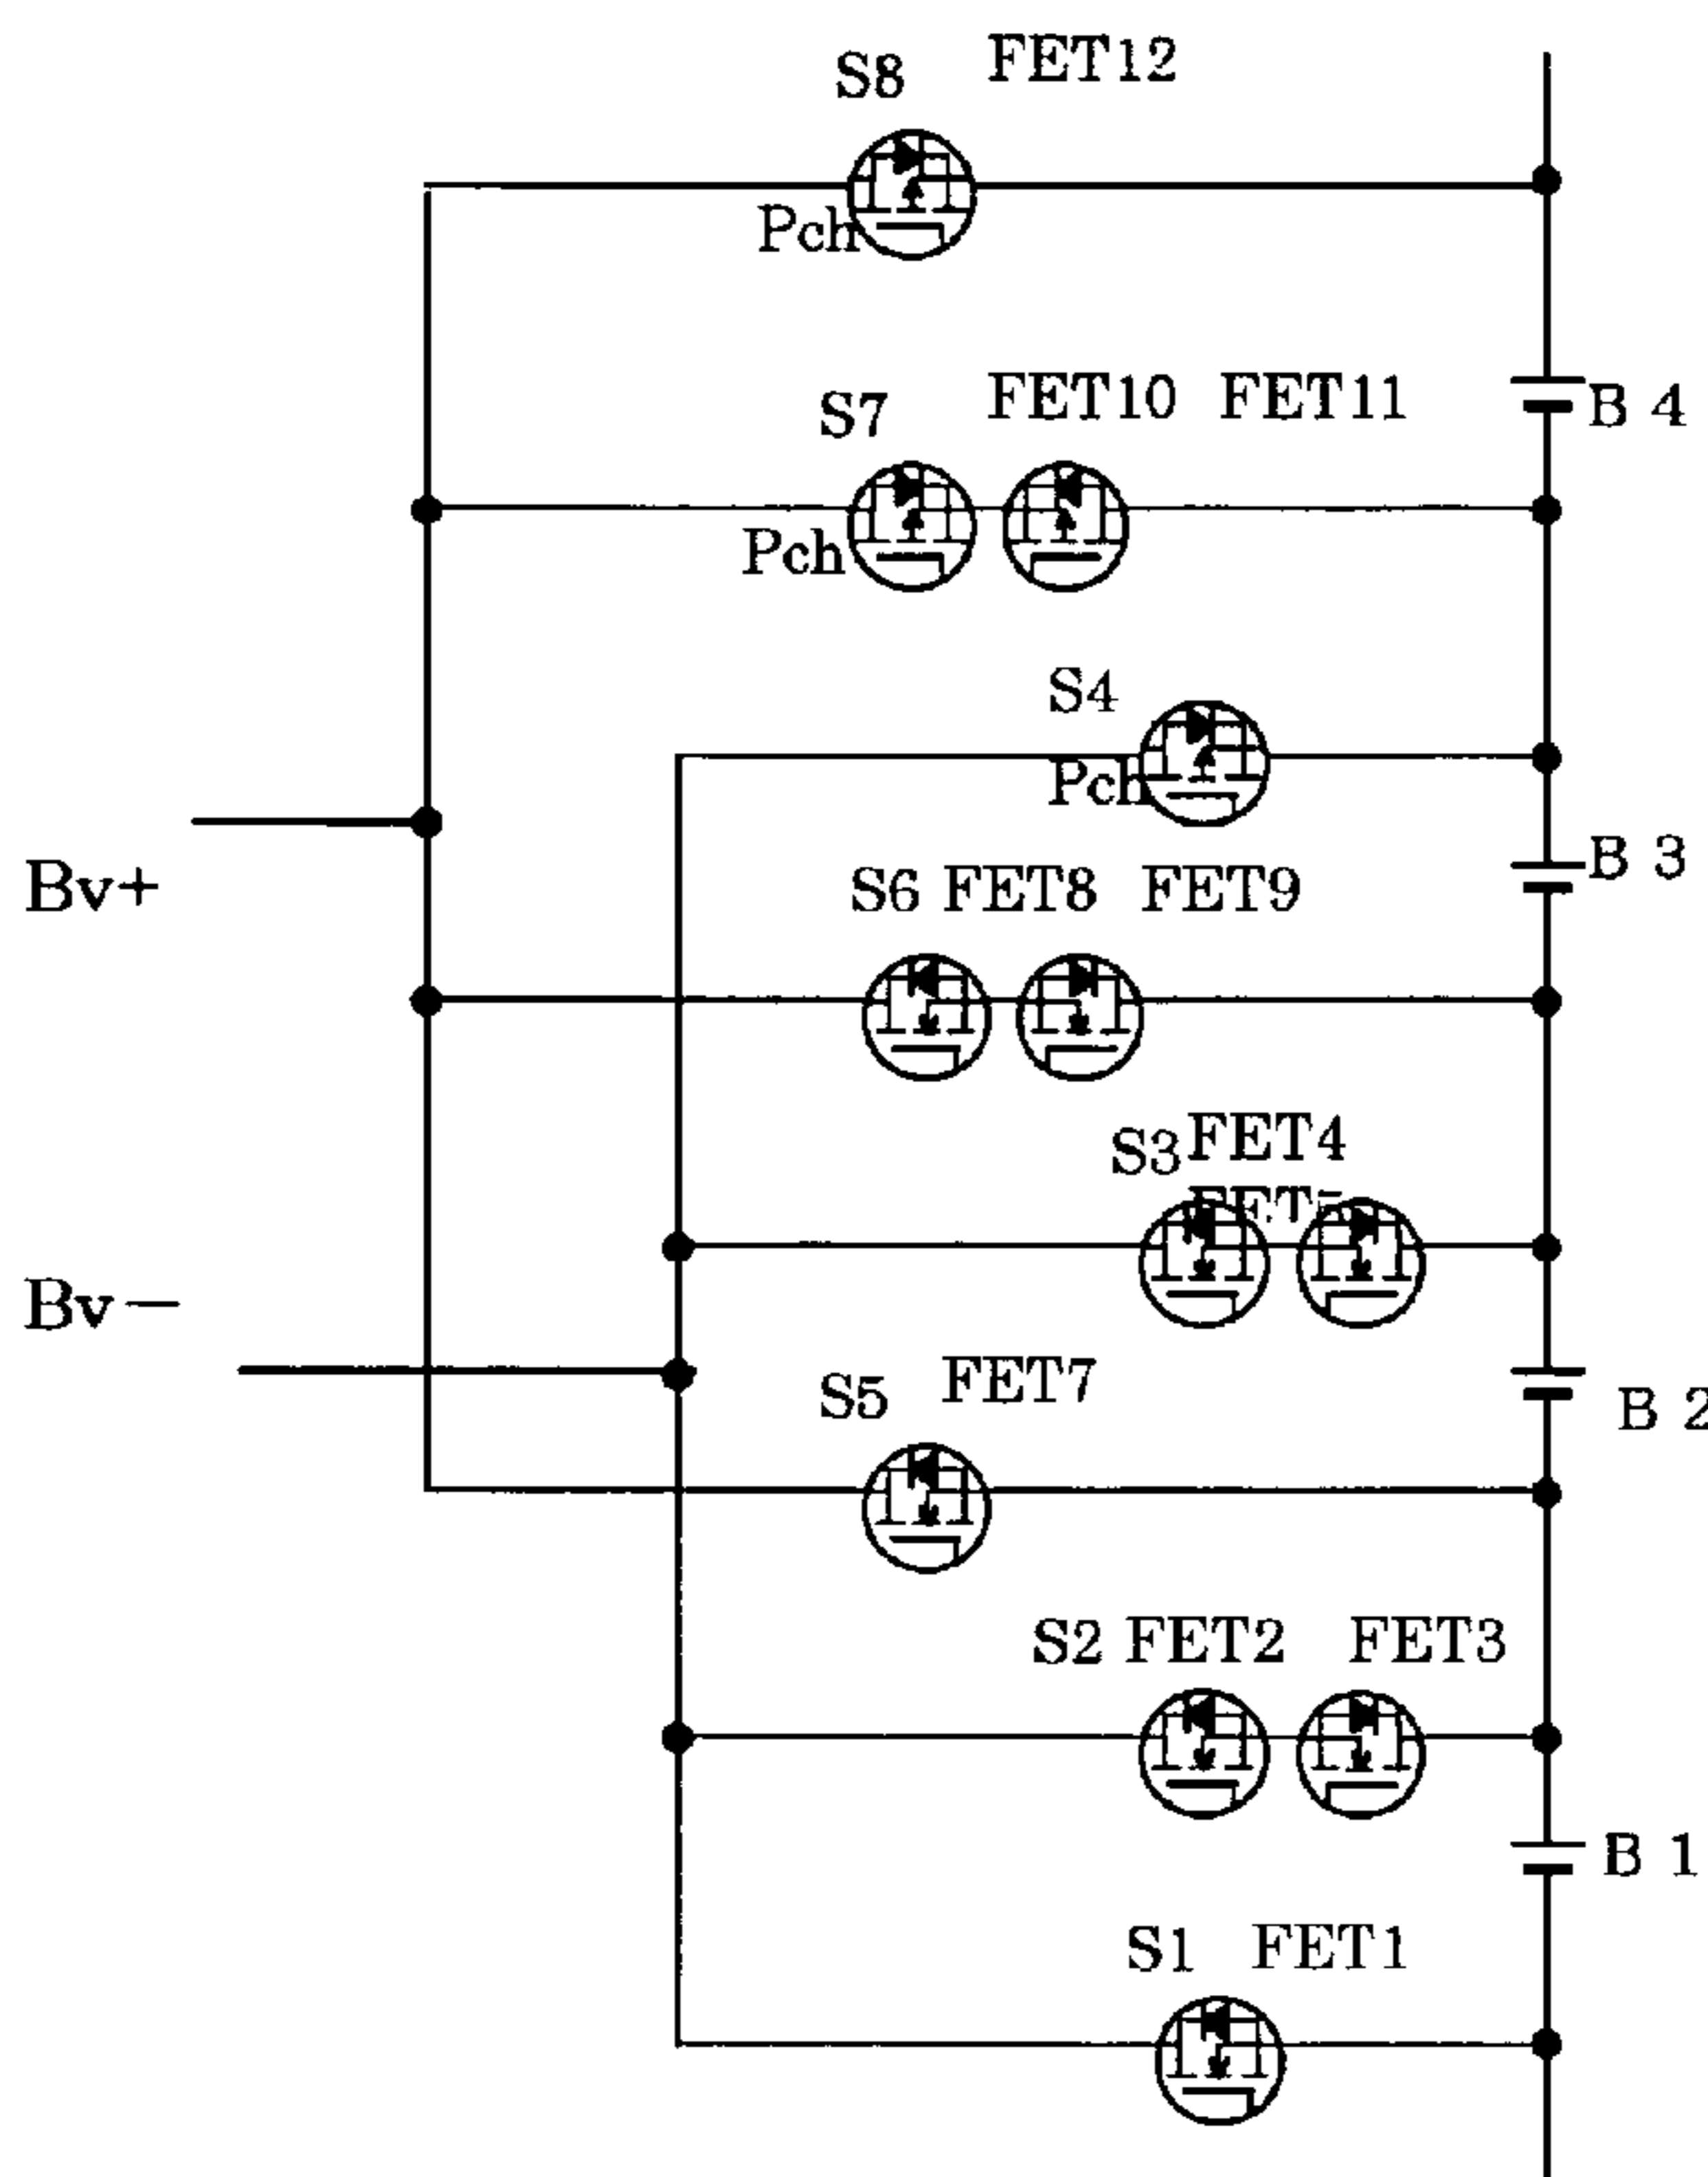 S8 FET12
Pch
S7 FET10 FET11
B 4
Pch
S4
Pch
B 3
Bv+
S6 FET8 FET9
S3 FET4
Bv－
S5 FET7
B 2
S2 FET2 FET3
B 1
S1 FET1